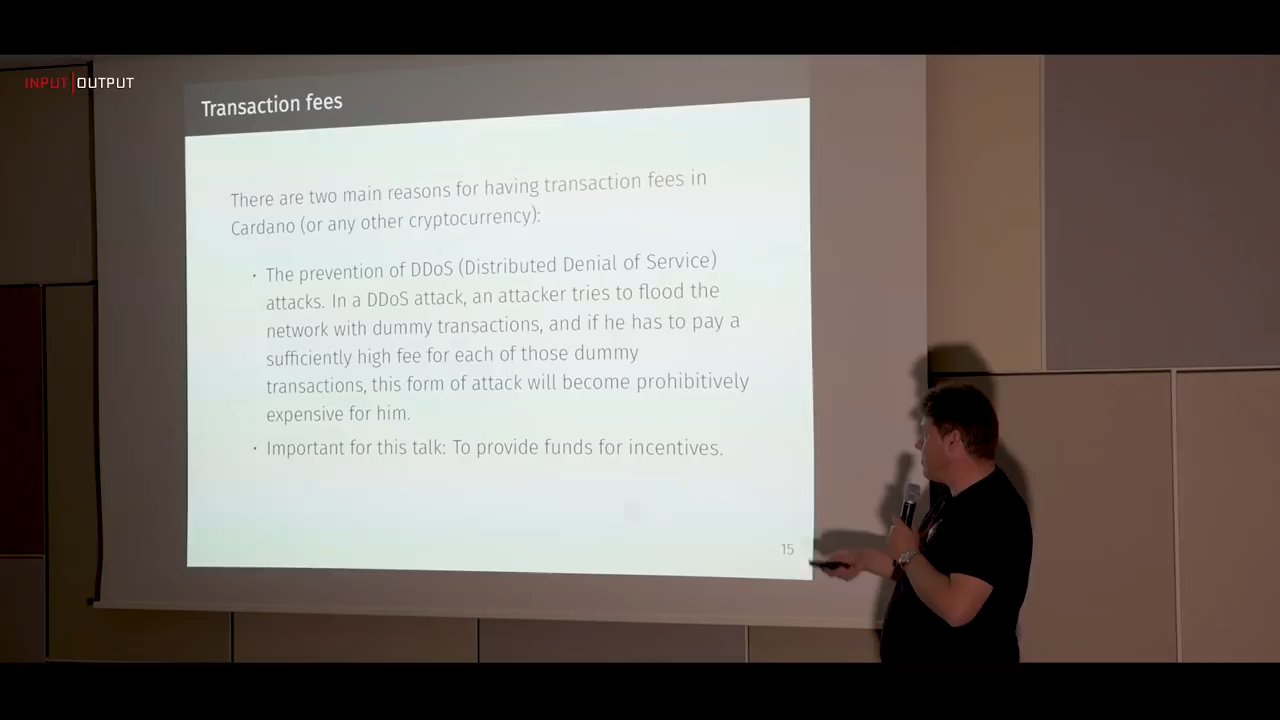 INPUT|OUTPUT
Transaction fees
There are two main reasons for having transaction fees in
Cardano (or any other cryptocurrency):
· The prevention of DDoS (Distributed Denial of Service)
attacks. In a DDoS attack, an attacker tries to flood the
network with dummy transactions, and if he has to pay a
sufficiently high fee for each of those dummy
transactions, this form of attack will become prohibitively
expensive for him.
· Important for this talk: To provide funds for incentives.
15